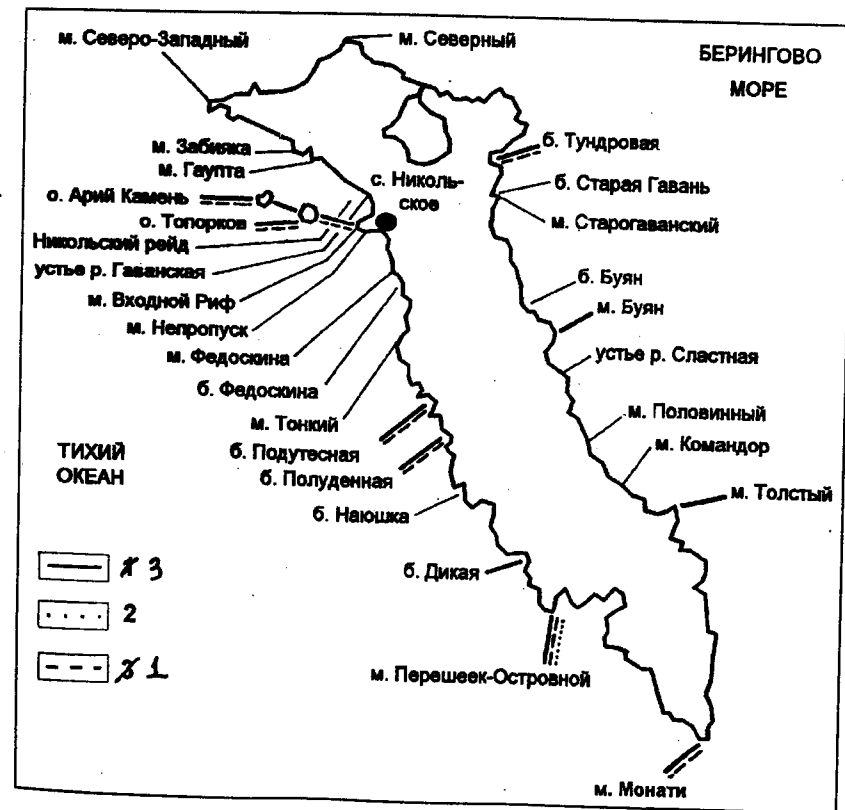 м. Северо-Западный
м. Северный
БЕРИНГОВО
МОРЕ
м. Забияка
м. Гаупта
б. Тундровая
с. Николь-
ское
о. Арий Камень
б. Старая Гавань
о. Топорков
м. Старогаванский
Никольский рейд
устье р. Гаванская
б. Буян
м. Входной Риф
м. Буян
м. Непропуск
м. Федоскина
устье р. Сластная
б. Федоскина
м. Тонкий
м. Половинный
б. Подутесная
м. Командор
ТИХИЙ
ОКЕАН
б. Полуденная
м. Толстый
б. Наюшка
3
б. Дикая
2
1
м. Перешеек-Островной
м. Монати